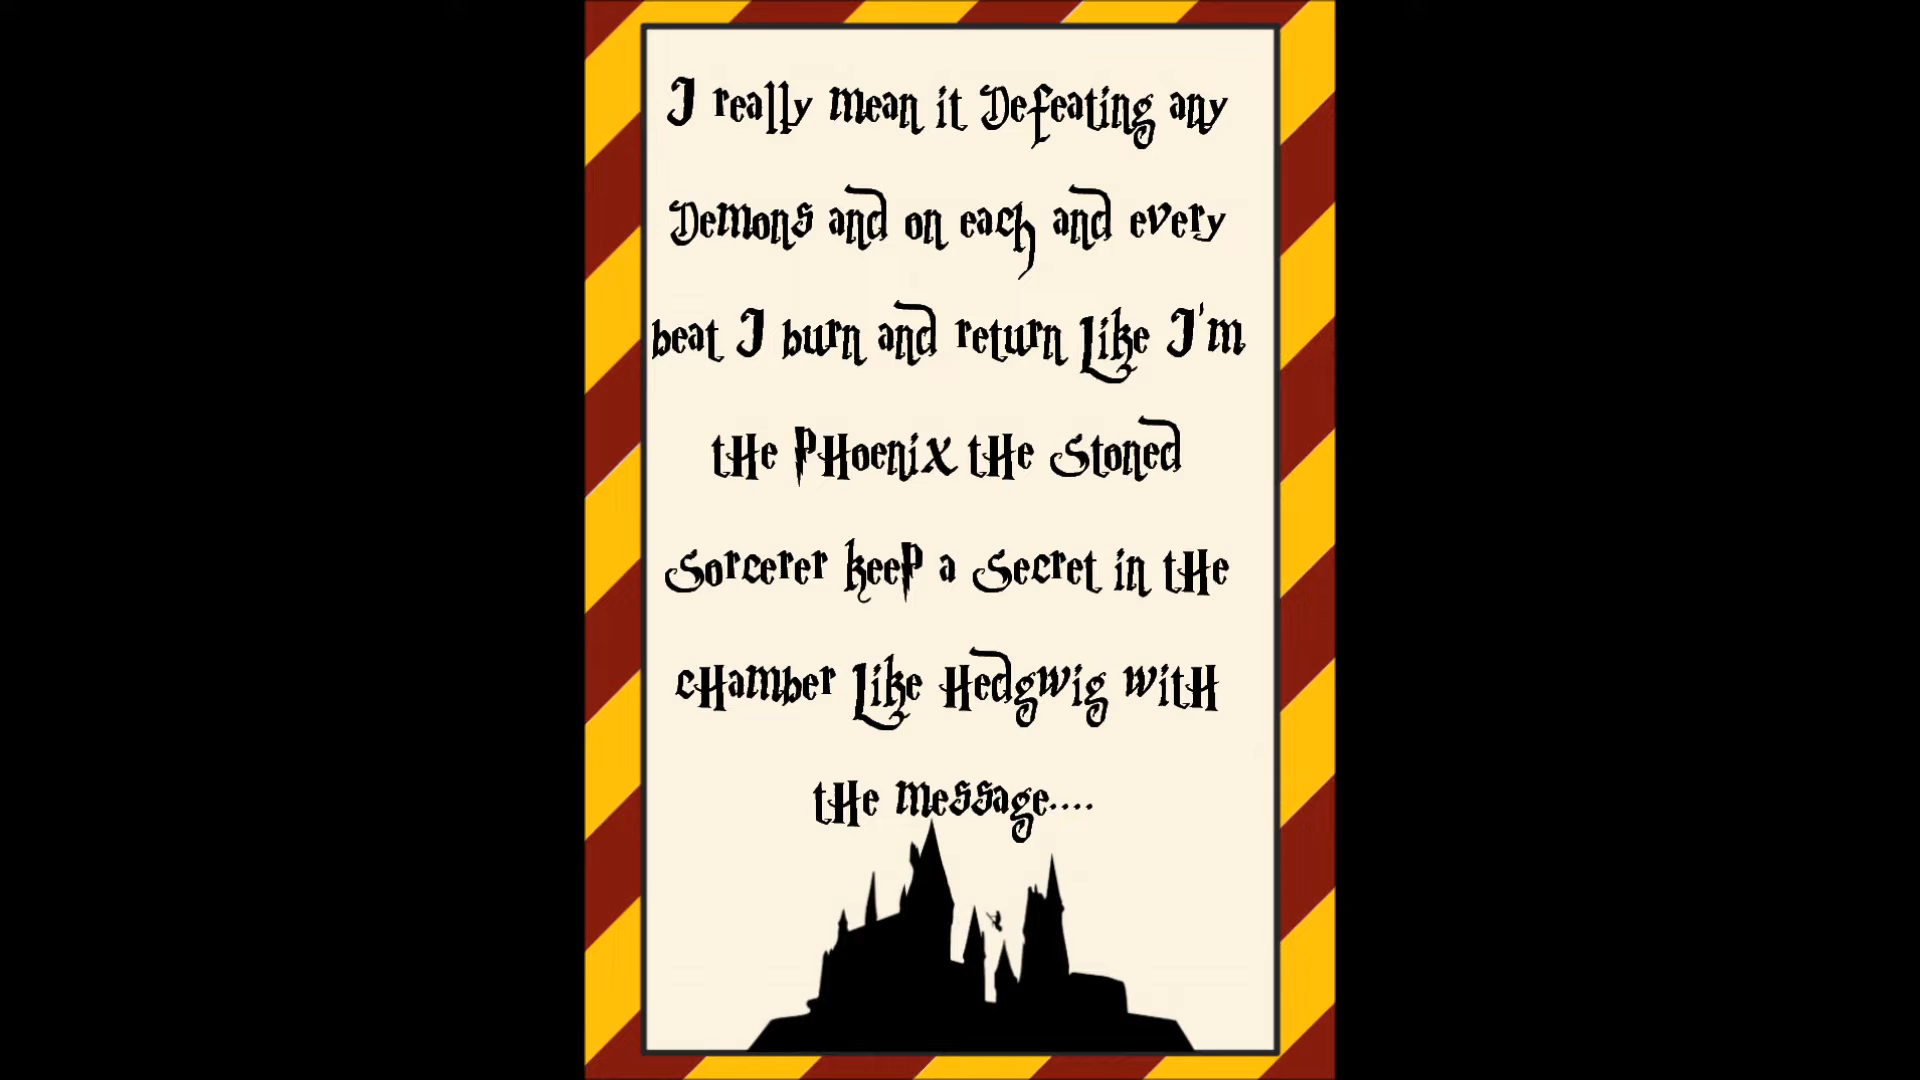 I really mean it Defeating any
Demons and on each and every
beat I burn and return Like I'm
the Phoenix the Stoned
Sorcerer keep a Secret in the
chamber Like Hedgwig with
the message....